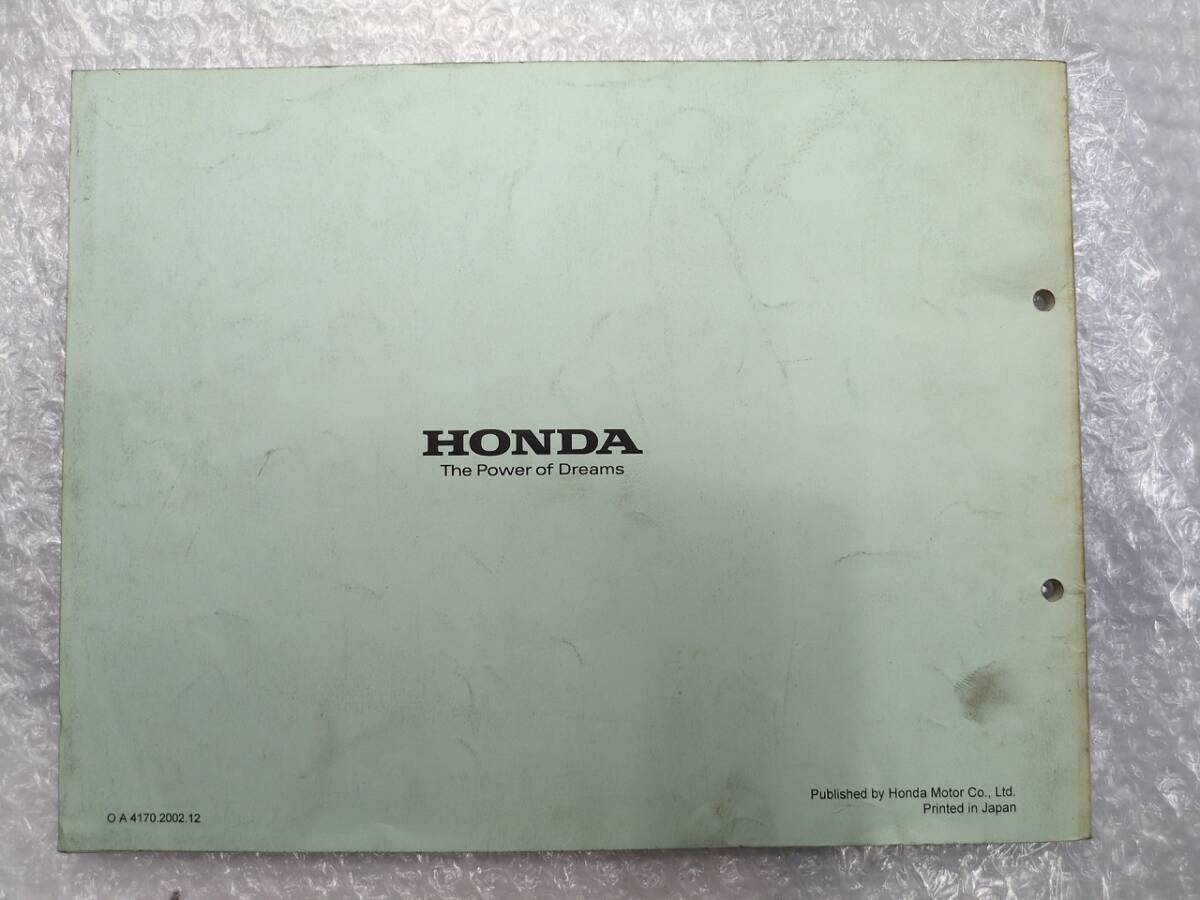 HONDA
The Power of Dreams
O A 4170.2002.12
Published by Honda Motor Co., Ltd.
Printed in Japan